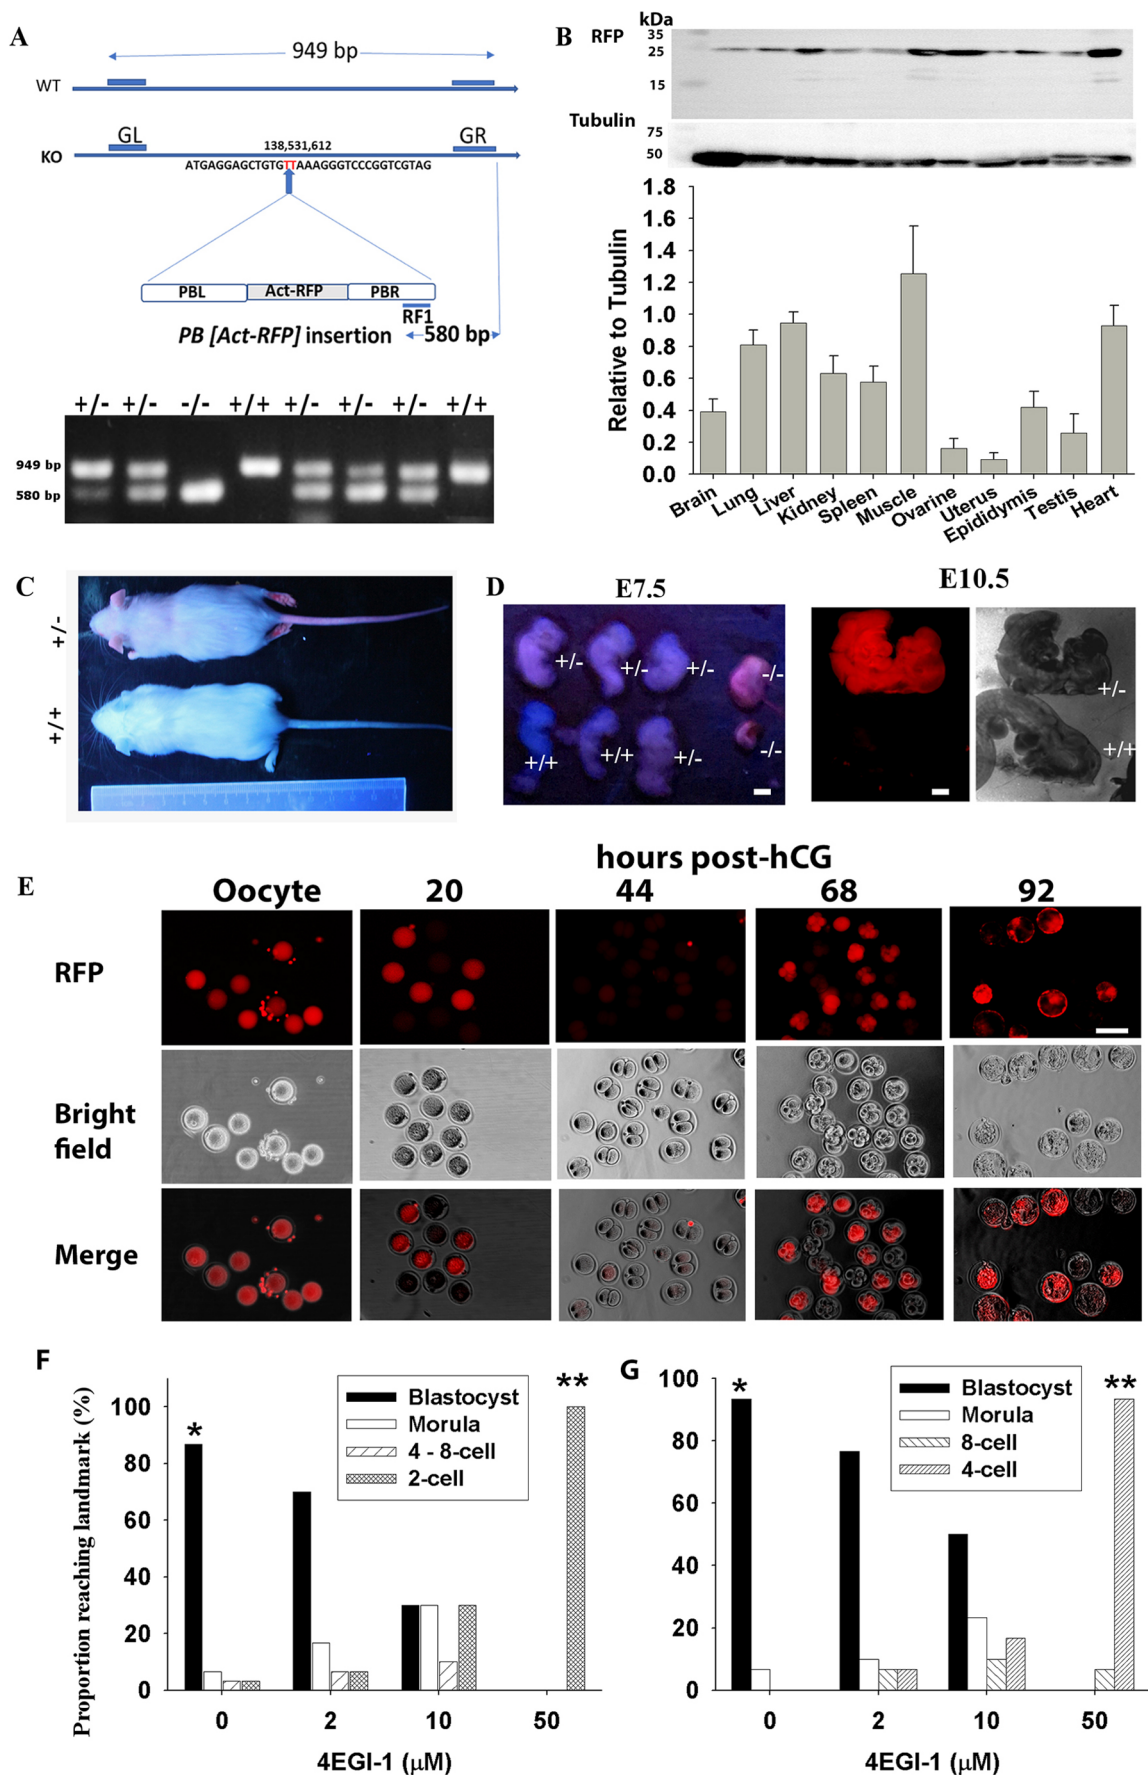 A
949 bp
WT
GL
GR
138,531,612
KO
ATGAGGAGCTGTGTTAAAGGGTCCCGGTCGTAG
PBL
Act-RFP
PBR
RF1
PB [Act-RFP] insertion
580 bp
+/- +/- -/- +/+ +/- +/- +/- +/+
949 bp
580 bp
B
kDa
RFP
35
25
15
Tubulin
75
50
Relative to Tubulin
1.8
1.6
1.4
1.2
1.0
0.8
0.6
0.4
0.2
0.0
Brain
Lung
Liver
Kidney
Spleen
Muscle
Ovarine
Uterus
Epididymis
Testis
Heart
C
+/-
+/+
D
E7.5
+/- +/- +/- -/-
+/+ +/+ +/- -/-
E10.5
+/-
+/+
E
hours post-hCG
Oocyte 20 44 68 92
RFP
Bright
field
Merge
F
Proportion reaching landmark (%)
100
80
60
40
20
0
*
**
Blastocyst
Morula
4 - 8-cell
2-cell
0 2 10 50
4EGI-1 (μM)
G
100
80
60
40
20
0
*
**
Blastocyst
Morula
8-cell
4-cell
0 2 10 50
4EGI-1 (μM)